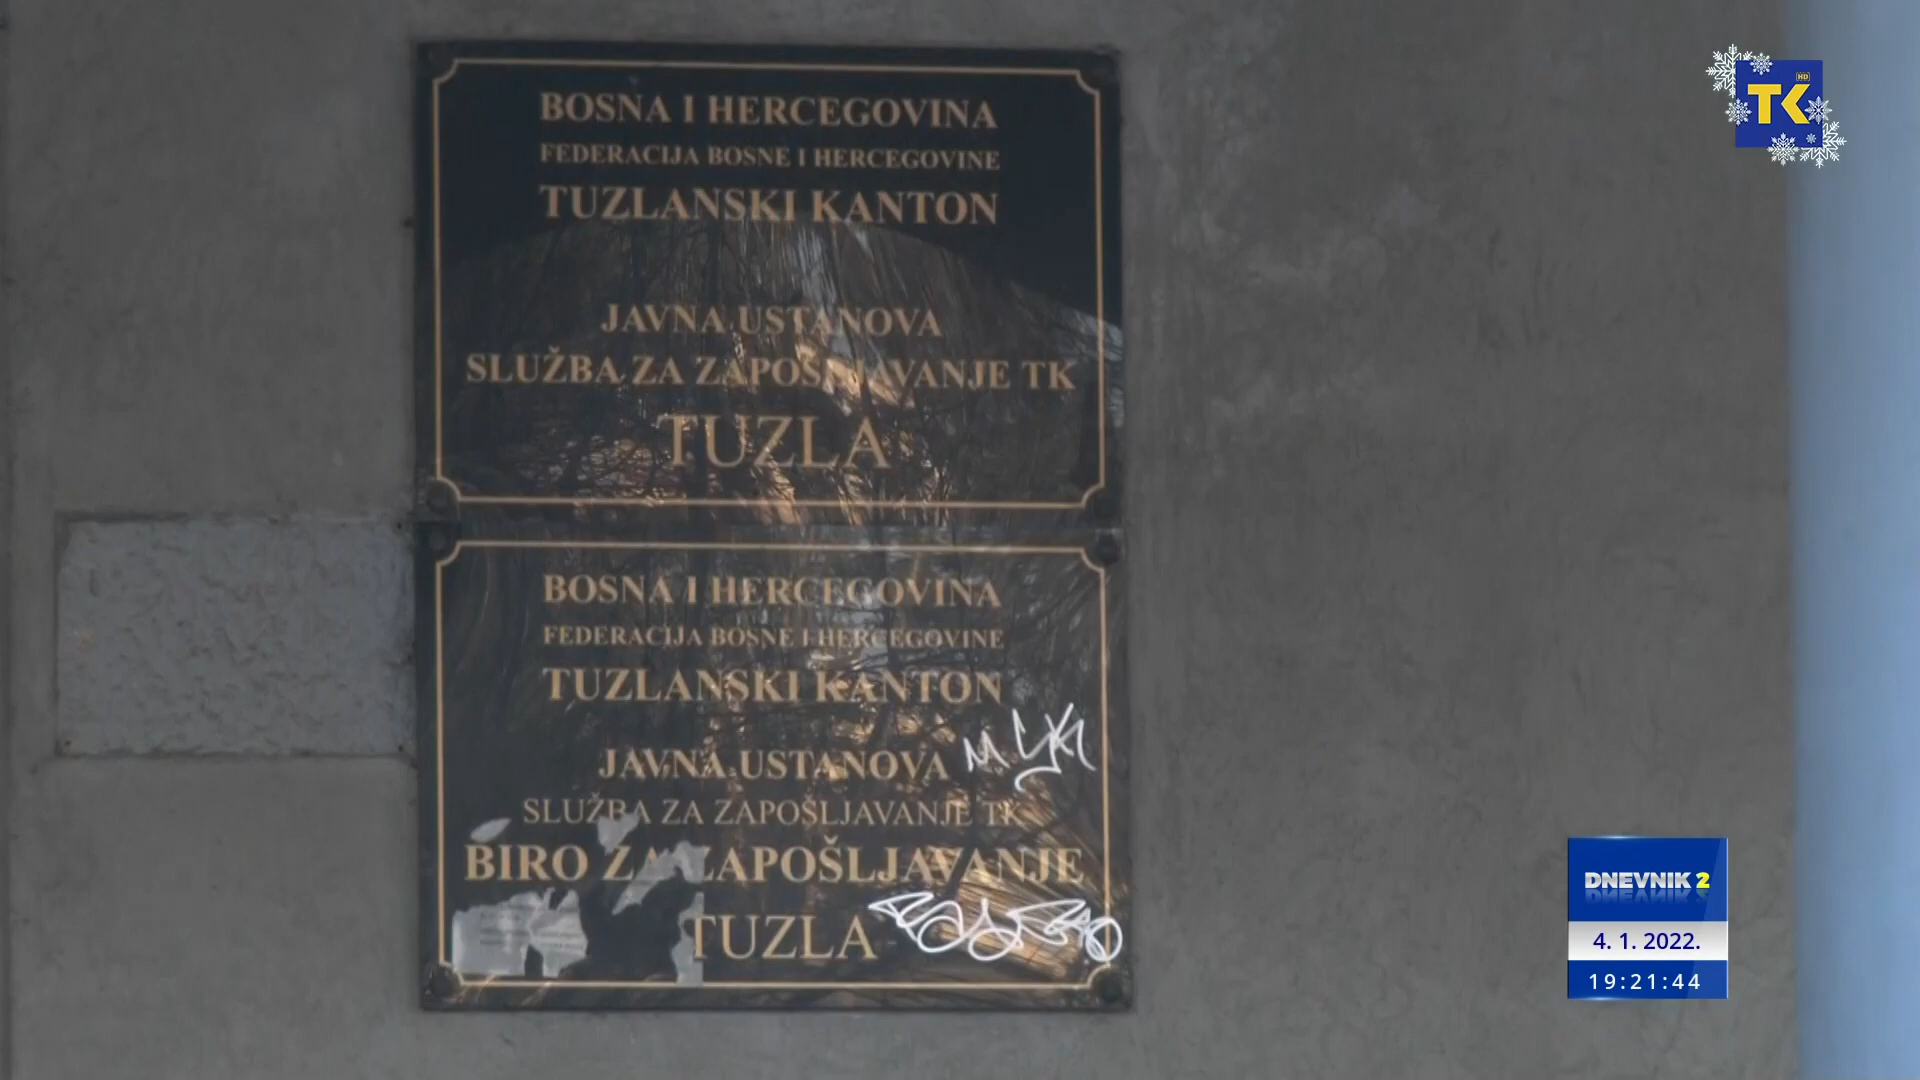 BOSNA I HERCEGOVINA
FEDERACIJA BOSNE I HERCEGOVINE
TUZLANSKI KANTON
JAVNA USTANOVA
SLUŽBA ZA ZAPOŠLJAVANJE TK
TUZLA
BOSNA I HERCEGOVINA
FEDERACIJA BOSNE I HERCEGOVINE
TUZLANSKI KANTON
JAVNA USTANOVA
SLUŽBA ZA ZAPOŠLJAVANJE TK
BIRO ZA ZAPOŠLJAVANJE
TUZLA
TK
HD
DNEVNIK 2
4. 1. 2022.
19:21:44